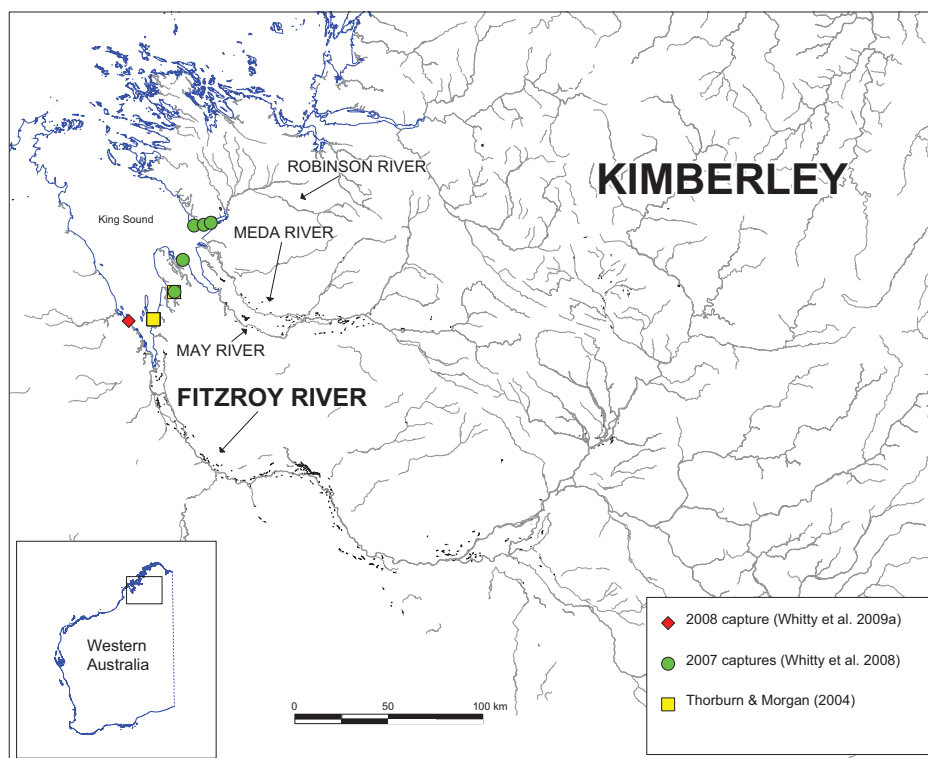 KIMBERLEY
ROBINSON RIVER
King Sound
MEDA RIVER
MAY RIVER
FITZROY RIVER
Western
Australia
0 50 100 km
2008 capture (Whitty et al. 2009a)
2007 captures (Whitty et al. 2008)
Thorburn & Morgan (2004)